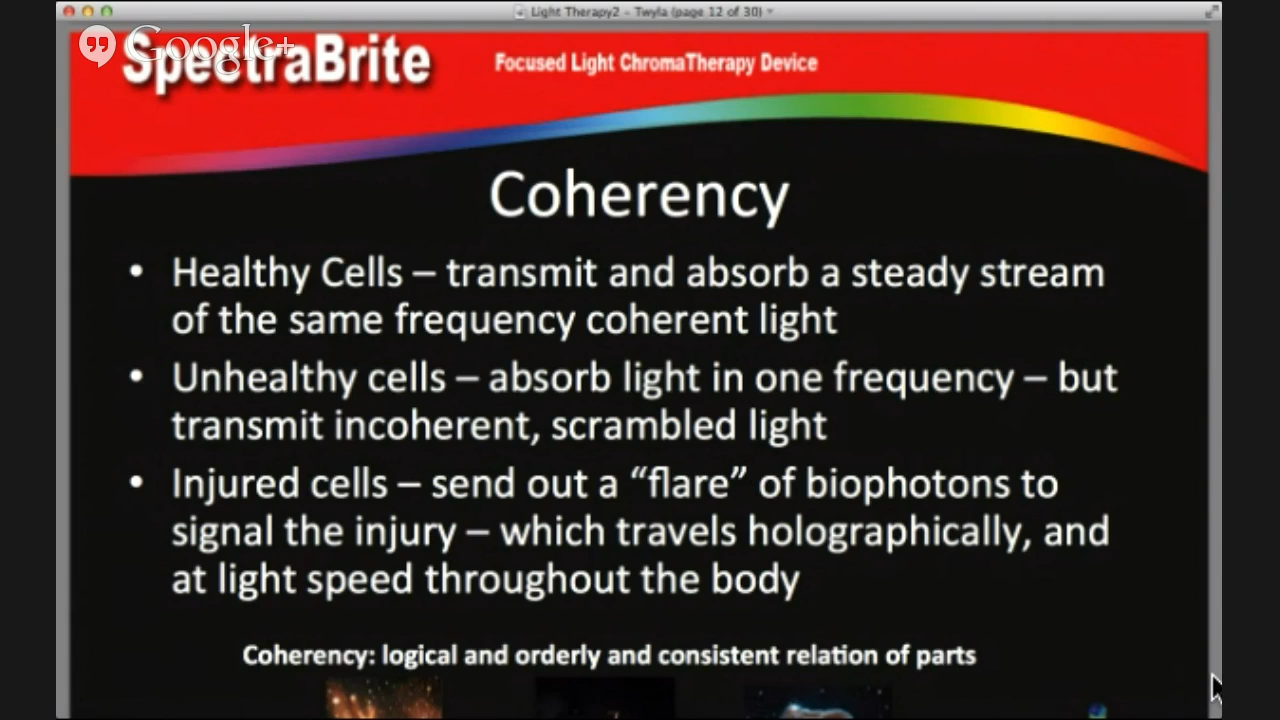 Light Therapy2 – Twyla (page 12 of 30)
Google+
SpectraBrite
Focused Light ChromaTherapy Device
Coherency
• Healthy Cells – transmit and absorb a steady stream
of the same frequency coherent light
• Unhealthy cells – absorb light in one frequency – but
transmit incoherent, scrambled light
• Injured cells – send out a “flare” of biophotons to
signal the injury – which travels holographically, and
at light speed throughout the body
Coherency: logical and orderly and consistent relation of parts